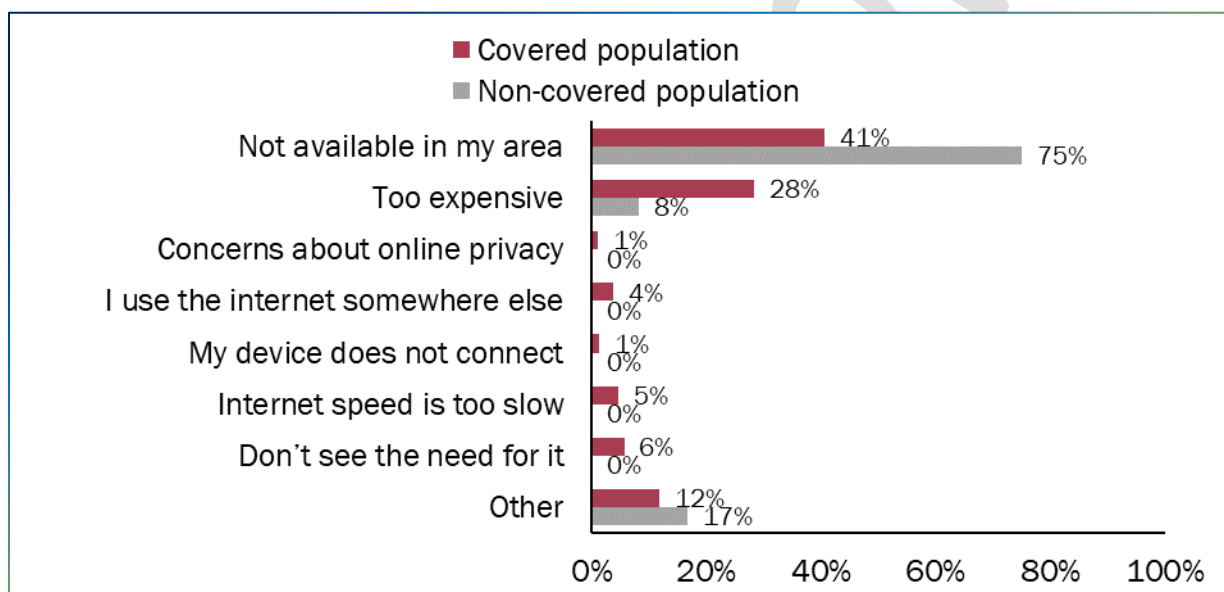 Covered population
Non-covered population
Not available in my area
41%
75%
Too expensive
28%
8%
Concerns about online privacy
1%
0%
I use the internet somewhere else
4%
0%
My device does not connect
1%
0%
Internet speed is too slow
5%
0%
Don’t see the need for it
6%
0%
Other
12%
17%
0% 20% 40% 60% 80% 100%